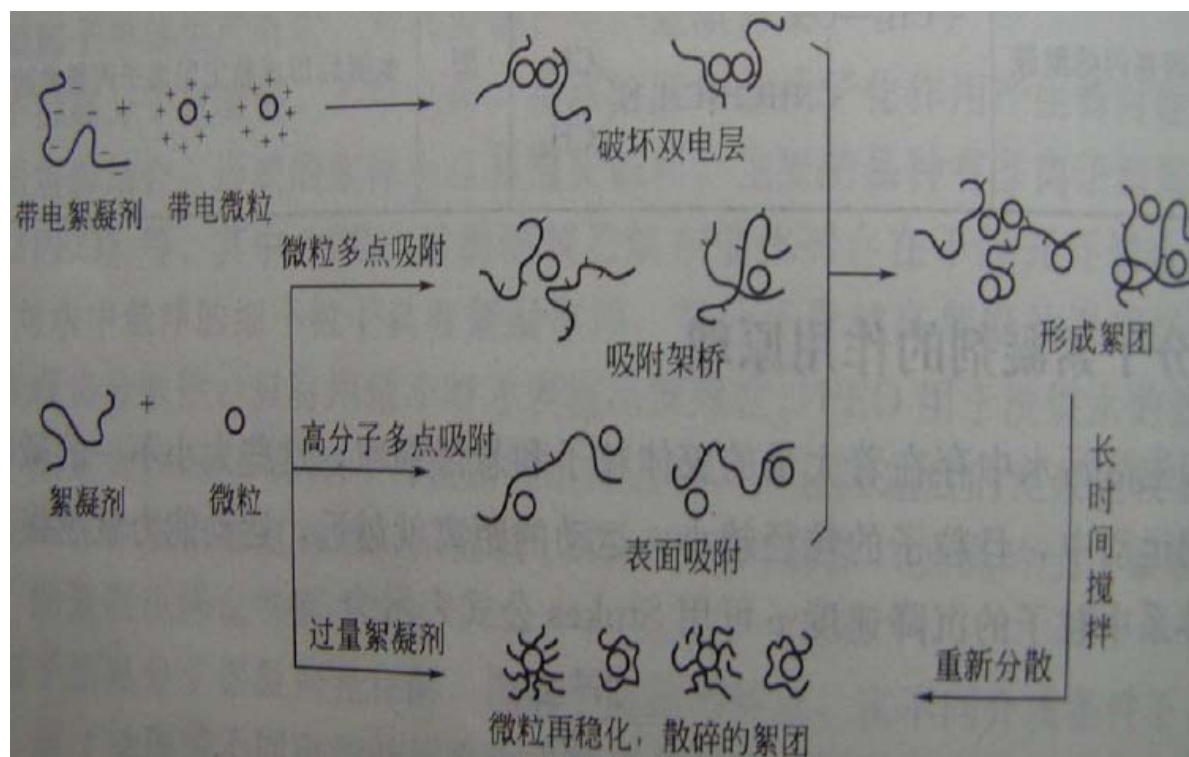 破坏双电层
带电絮凝剂
带电微粒
微粒多点吸附
吸附架桥
形成絮团
絮凝剂
微粒
高分子多点吸附
表面吸附
长时间搅拌
过量絮凝剂
重新分散
微粒再稳化，散碎的絮团